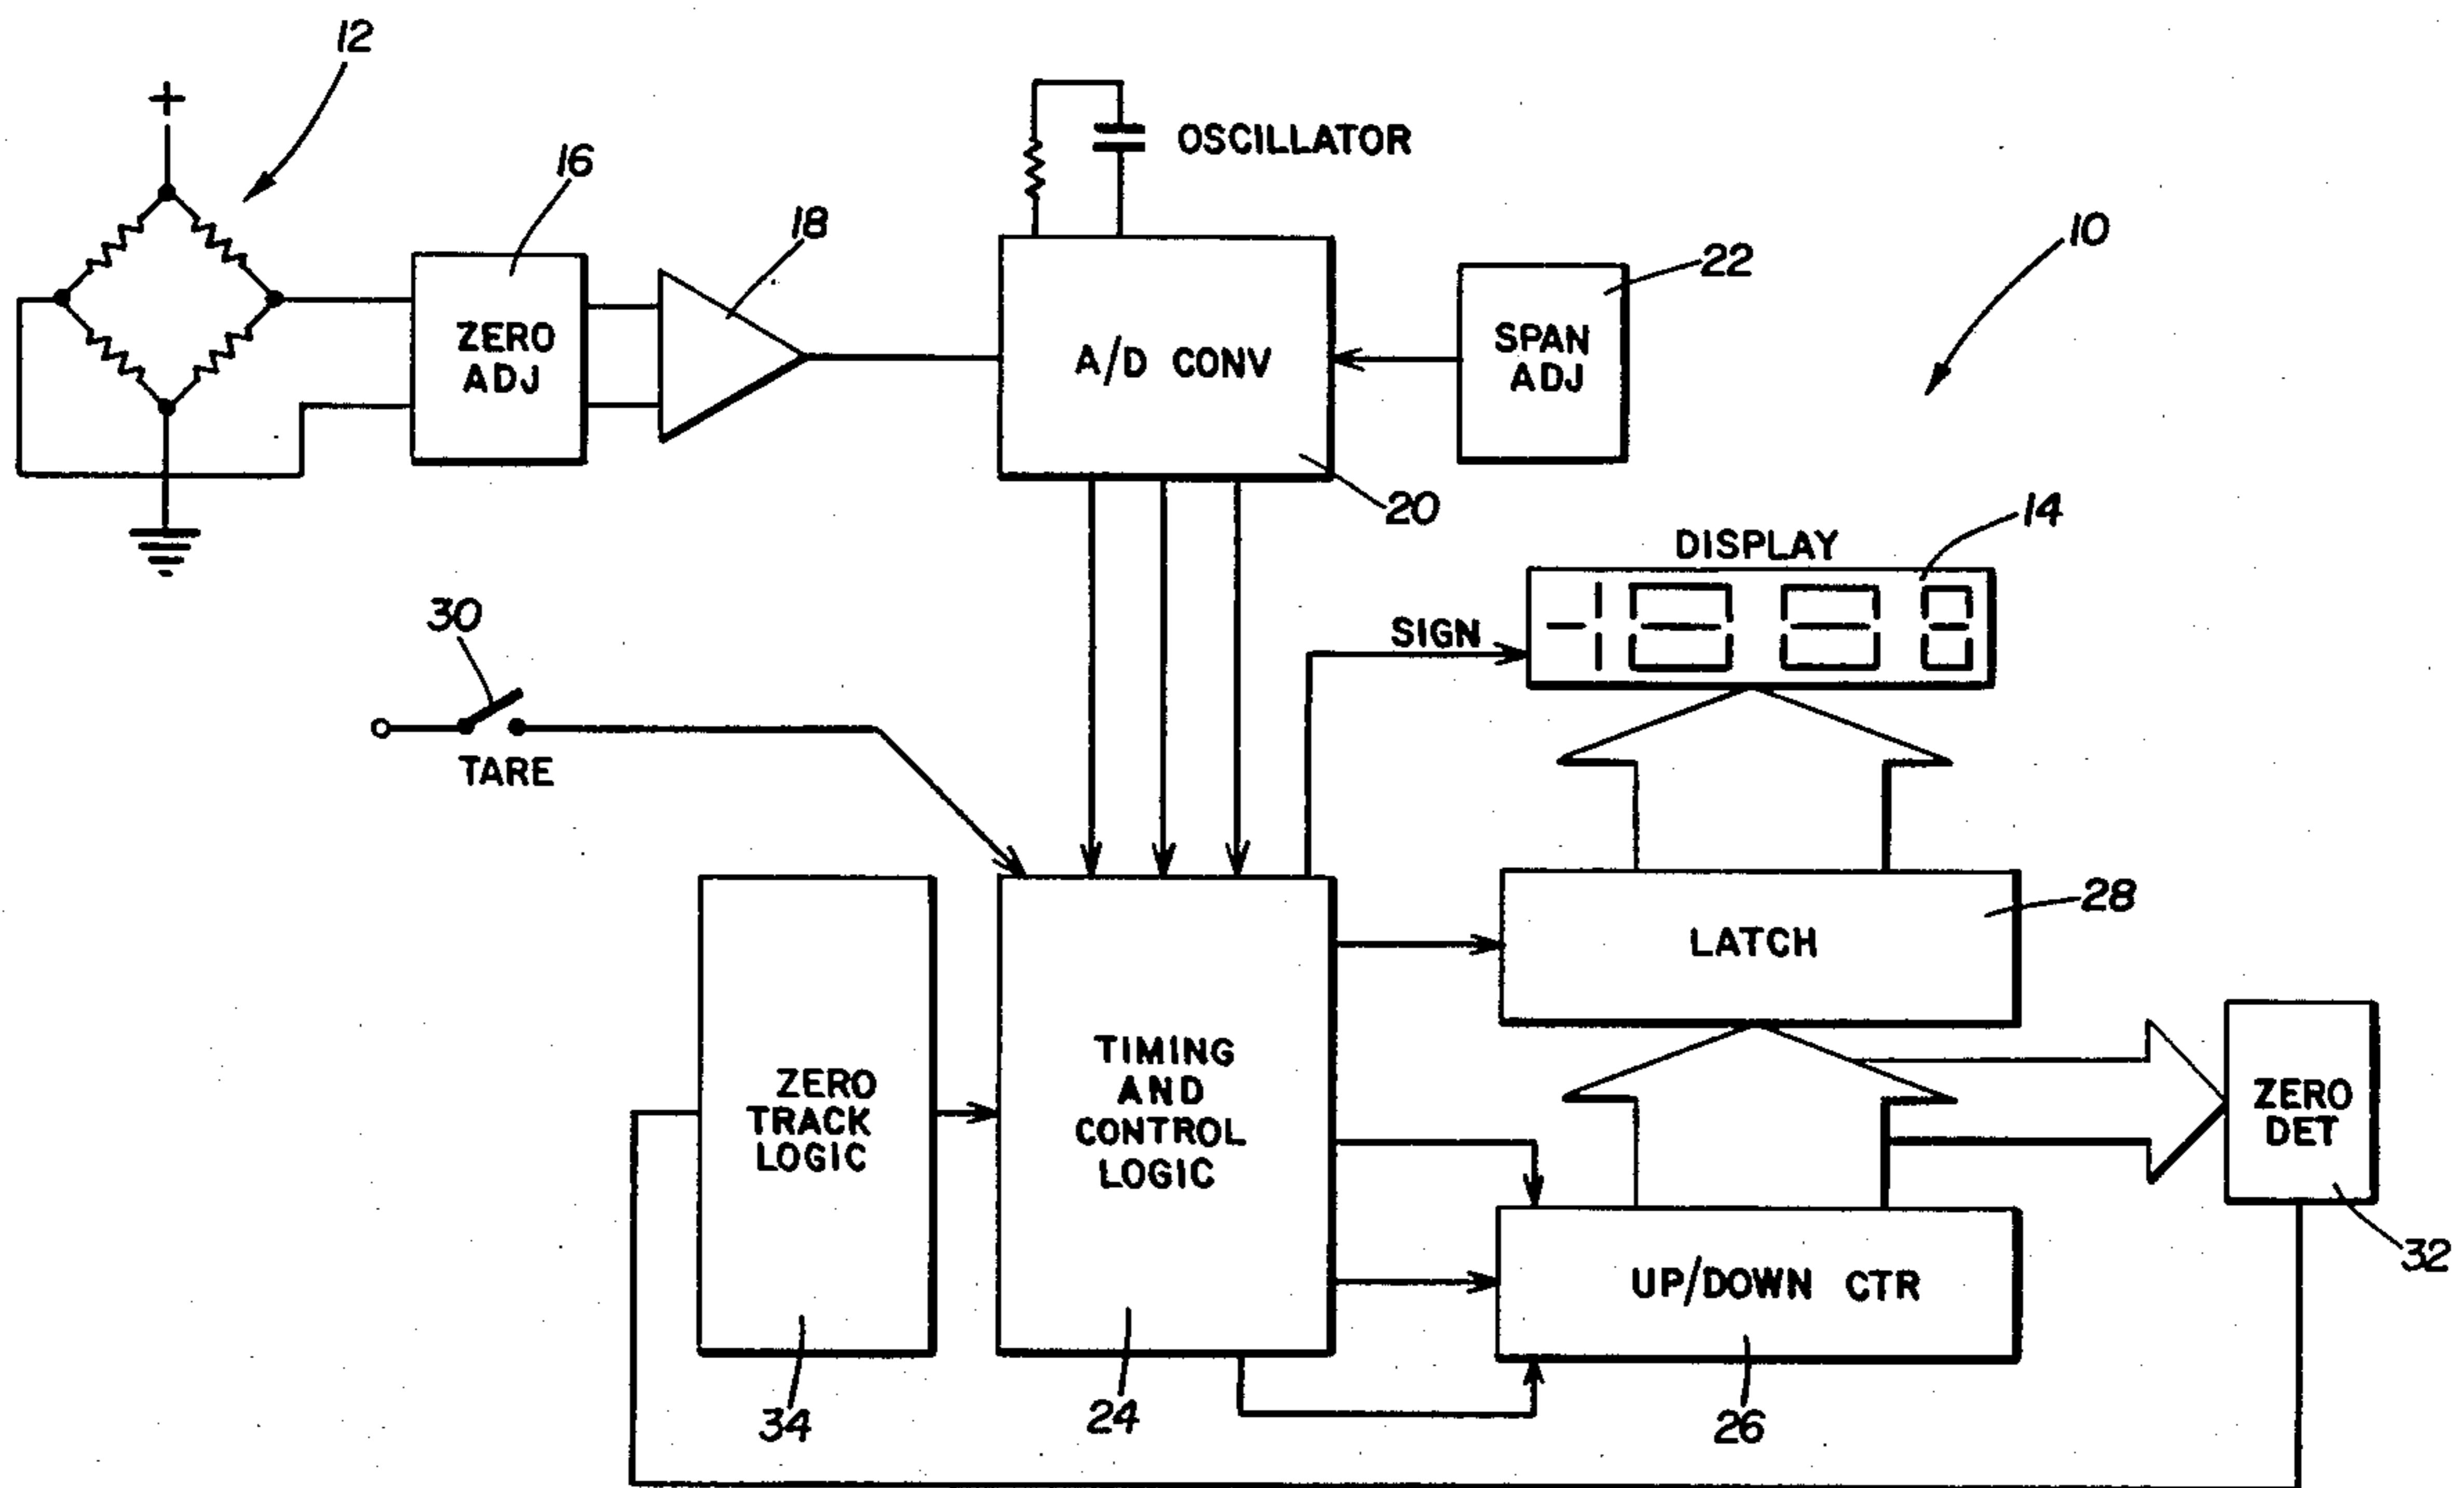 12
+
16
OSCILLATOR
18
10
22
ZERO
ADJ
A/D CONV
SPAN
ADJ
20
14
DISPLAY
30
SIGN
TARE
28
LATCH
TIMING
AND
CONTROL
LOGIC
ZERO
TRACK
LOGIC
ZERO
DET
32
UP/DOWN CTR
34
24
26